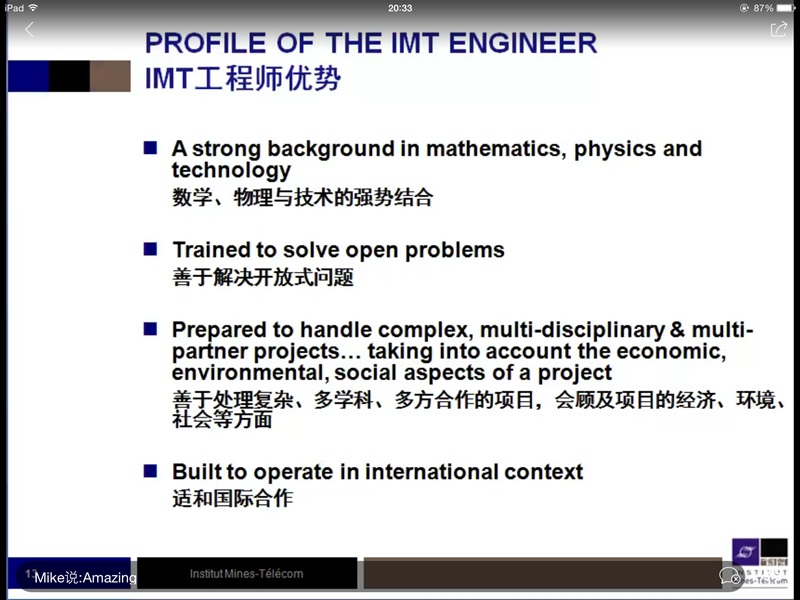 iPad 20:33 87%
PROFILE OF THE IMT ENGINEER
IMT工程师优势
A strong background in mathematics, physics and
technology
数学、物理与技术的强势结合
Trained to solve open problems
善于解决开放式问题
Prepared to handle complex, multi-disciplinary & multi-
partner projects… taking into account the economic,
environmental, social aspects of a project
善于处理复杂、多学科、多方合作的项目，会顾及项目的经济、环境、
社会等方面
Built to operate in international context
适和国际合作
Mike说:Amazing
Institut Mines-Télécom